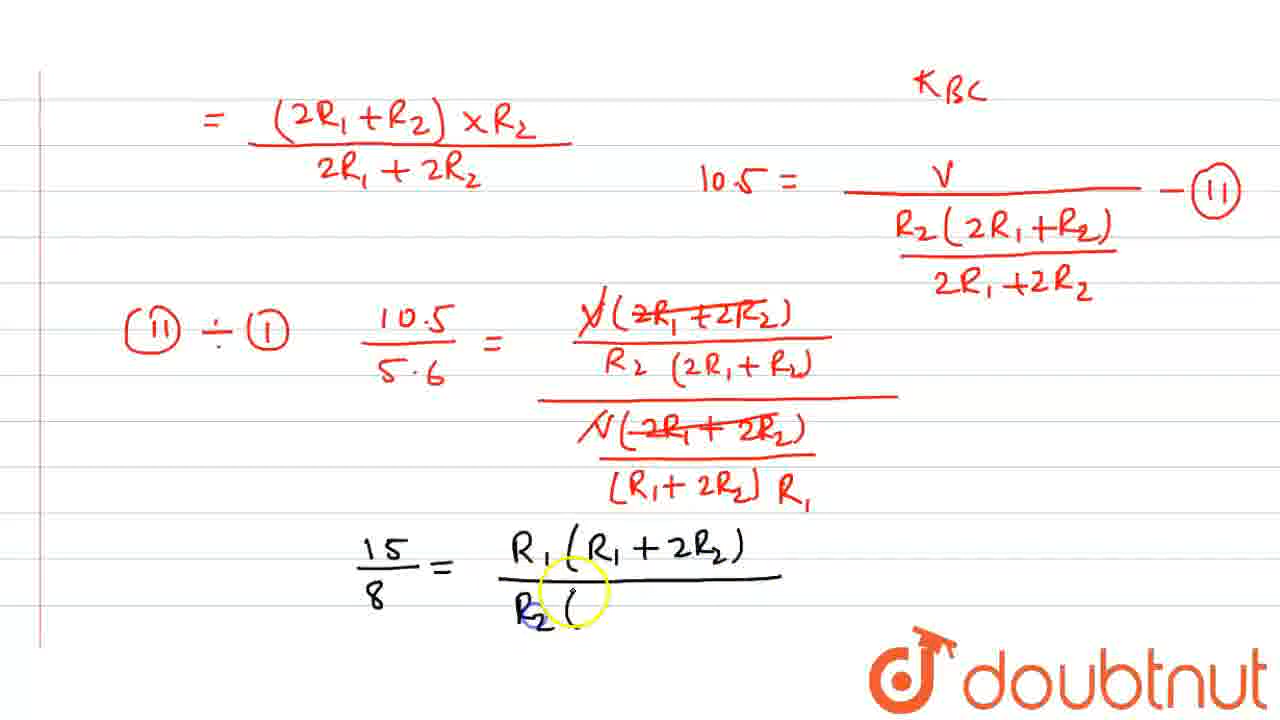 K_BC
= (2R₁ + R₂) × R₂ / 2R₁ + 2R₂
10.5 = V / R₂(2R₁ + R₂) / 2R₁ + 2R₂ — (11)
(11) ÷ (1) 10.5 / 5.6 = V(2R₁ + 2R₂) / R₂ (2R₁ + R₂) / V(2R₁ + 2R₂) / (R₁ + 2R₂) R₁
15 / 8 = R₁(R₁ + 2R₂) / R₂(
doubtnut